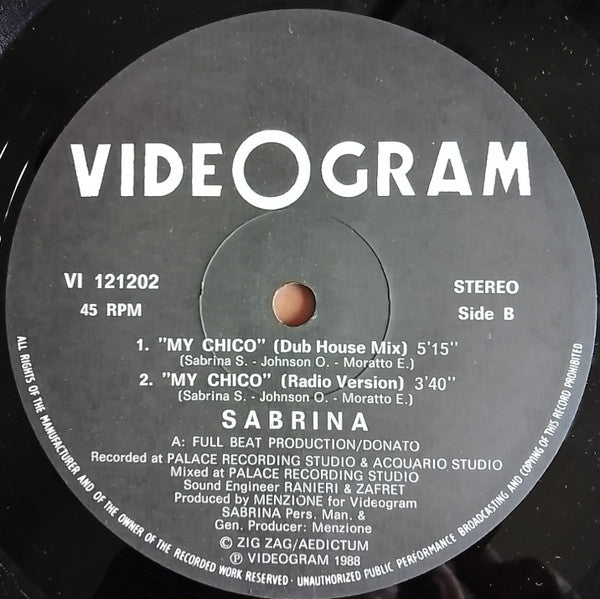 VIDEOGRAM
VI 121202
45 RPM
STEREO
Side B
1. "MY CHICO" (Dub House Mix) 5'15"
(Sabrina S. - Johnson O. - Moratto E.)
2. "MY CHICO" (Radio Version) 3'40"
(Sabrina S. - Johnson O. - Moratto E.)
SABRINA
A: FULL BEAT PRODUCTION/DONATO
Recorded at PALACE RECORDING STUDIO & ACQUARIO STUDIO
Mixed at PALACE RECORDING STUDIO
Sound Engineer RANIERI & ZAFRET
Produced by MENZIONE for Videogram
SABRINA Pers. Man. &
Gen. Producer: Menzione
© ZIG ZAG/AEDICTUM
℗ VIDEOGRAM 1988
ALL RIGHTS OF THE MANUFACTURER AND OF THE OWNER OF THE RECORDED WORK RESERVED · UNAUTHORIZED PUBLIC PERFORMANCE BROADCASTING AND COPYING OF THIS RECORD PROHIBITED